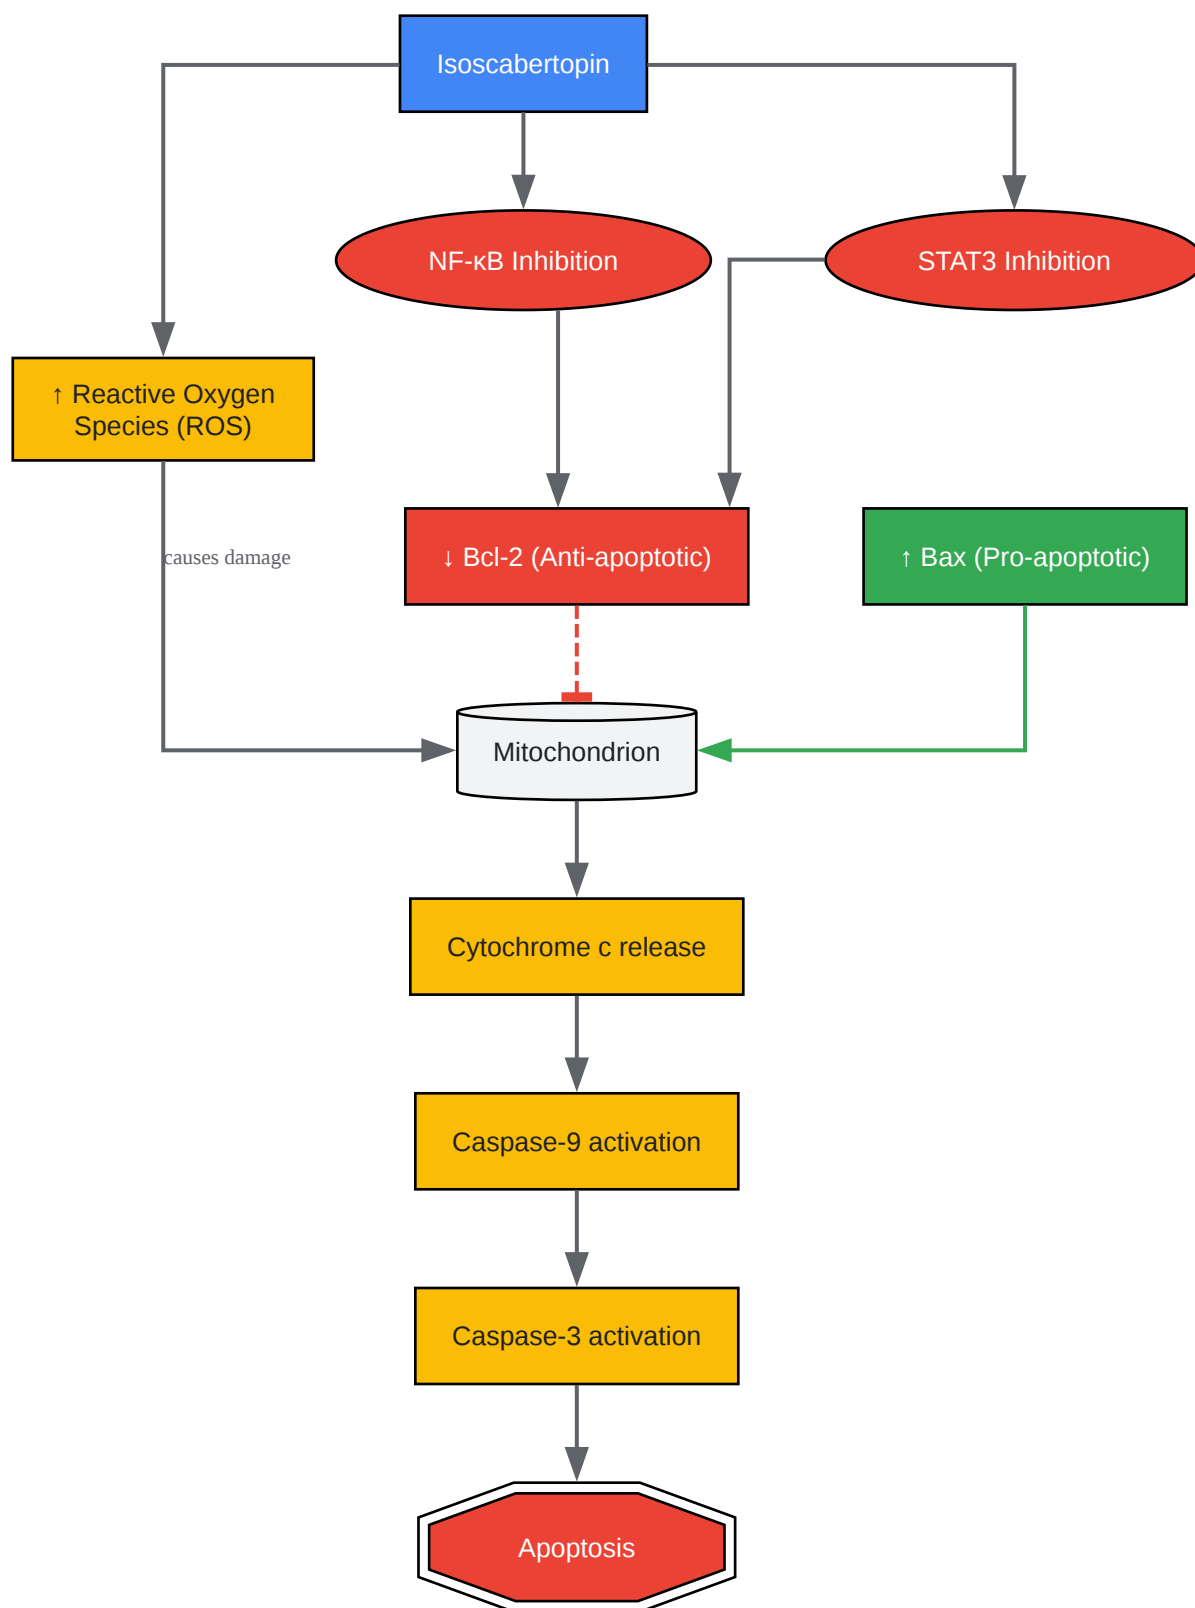 Isoscabertopin
NF-κB Inhibition
STAT3 Inhibition
↑ Reactive Oxygen
Species (ROS)
causes damage
↓ Bcl-2 (Anti-apoptotic)
↑ Bax (Pro-apoptotic)
Mitochondrion
Cytochrome c release
Caspase-9 activation
Caspase-3 activation
Apoptosis